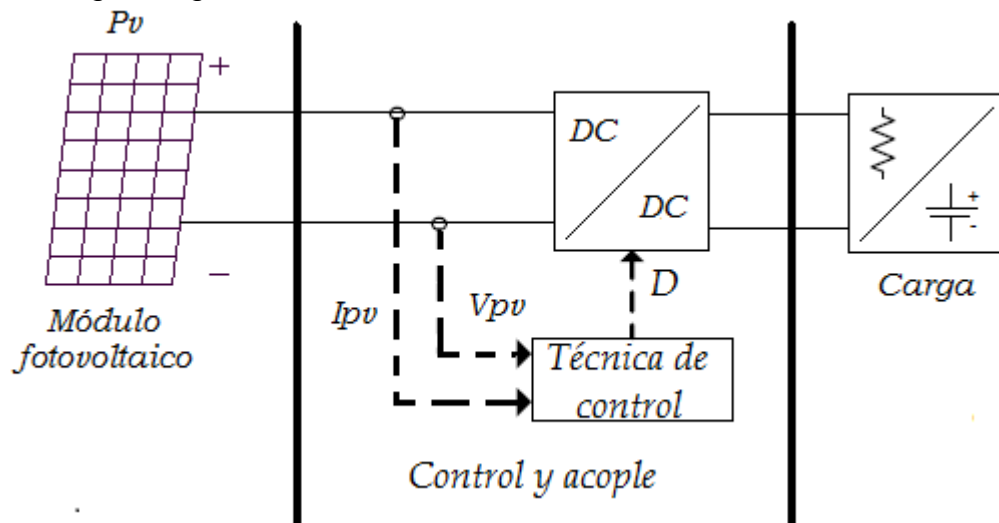 Pv
+
−
Módulo
fotovoltaico
Ipv
Vpv
DC
DC
D
Técnica de
control
Control y acople
+
-
Carga